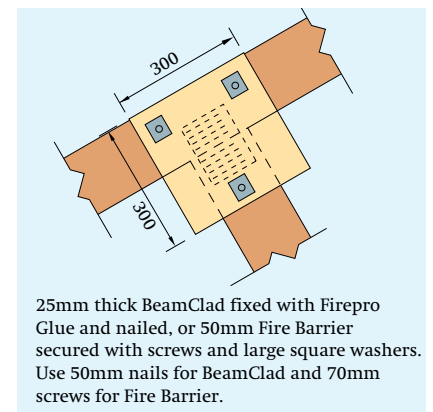 300
300
25mm thick BeamClad fixed with Firepro
Glue and nailed, or 50mm Fire Barrier
secured with screws and large square washers.
Use 50mm nails for BeamClad and 70mm
screws for Fire Barrier.